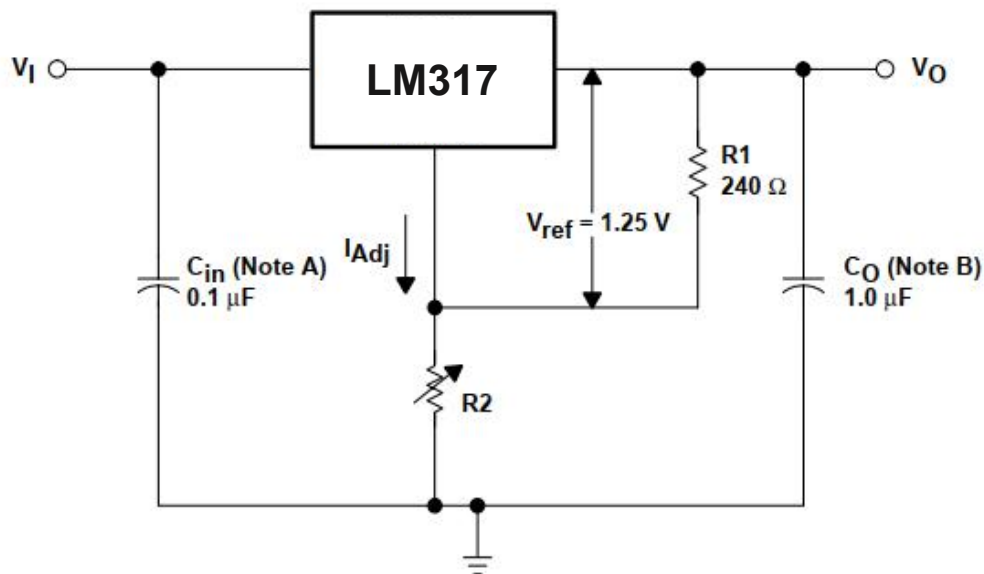 LM317
VI
VO
R1
240 Ω
Vref = 1.25 V
IAdj
Cin (Note A)
0.1 μF
CO (Note B)
1.0 μF
R2